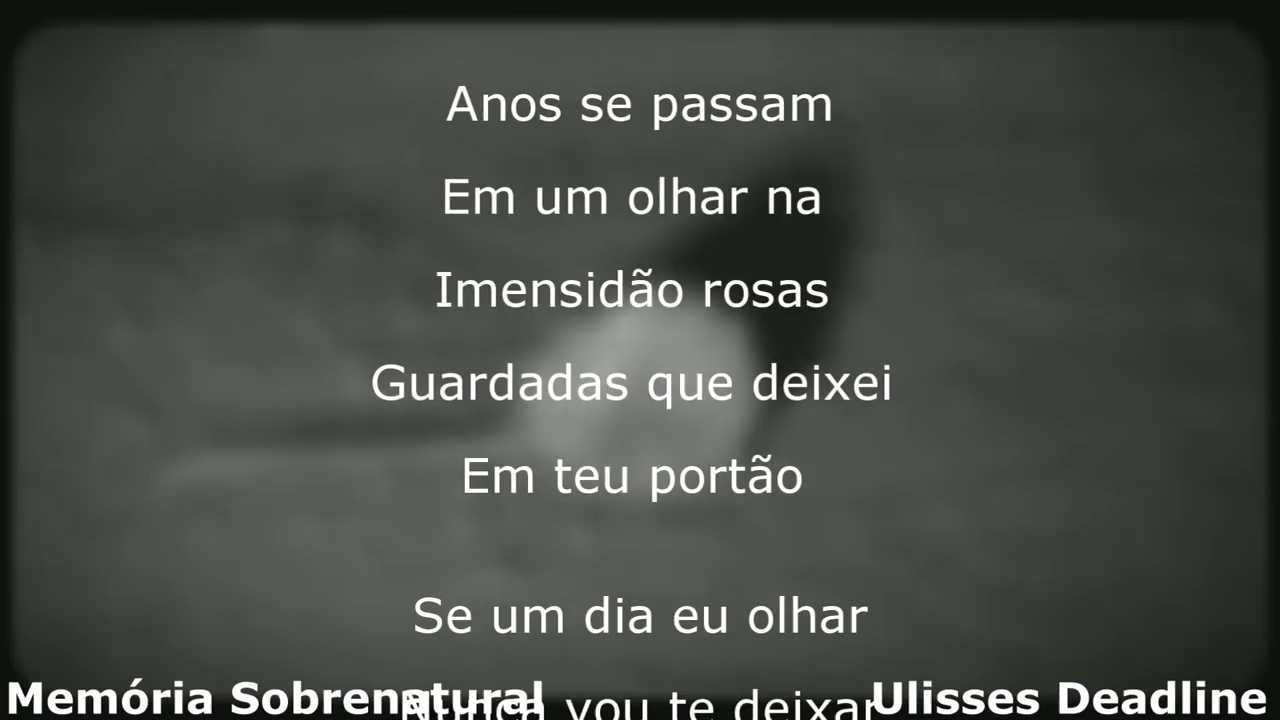 Anos se passam
Em um olhar na
Imensidão rosas
Guardadas que deixei
Em teu portão
Se um dia eu olhar
Nunca vou te deixar
Memória Sobrenatural
Ulisses Deadline